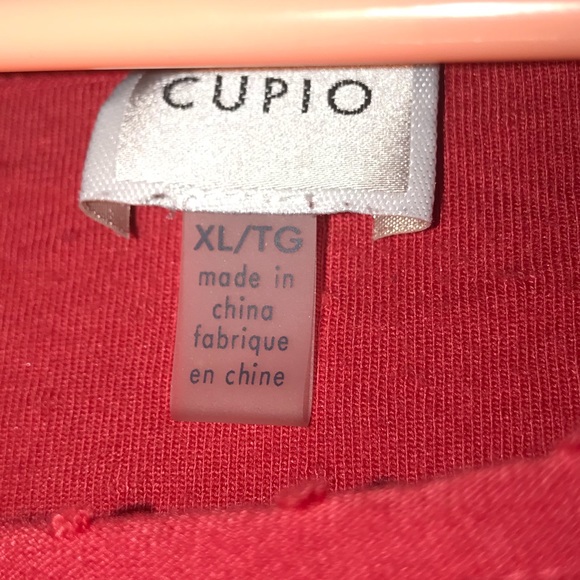 CUPIO
XL/TG
made in
china
fabrique
en chine